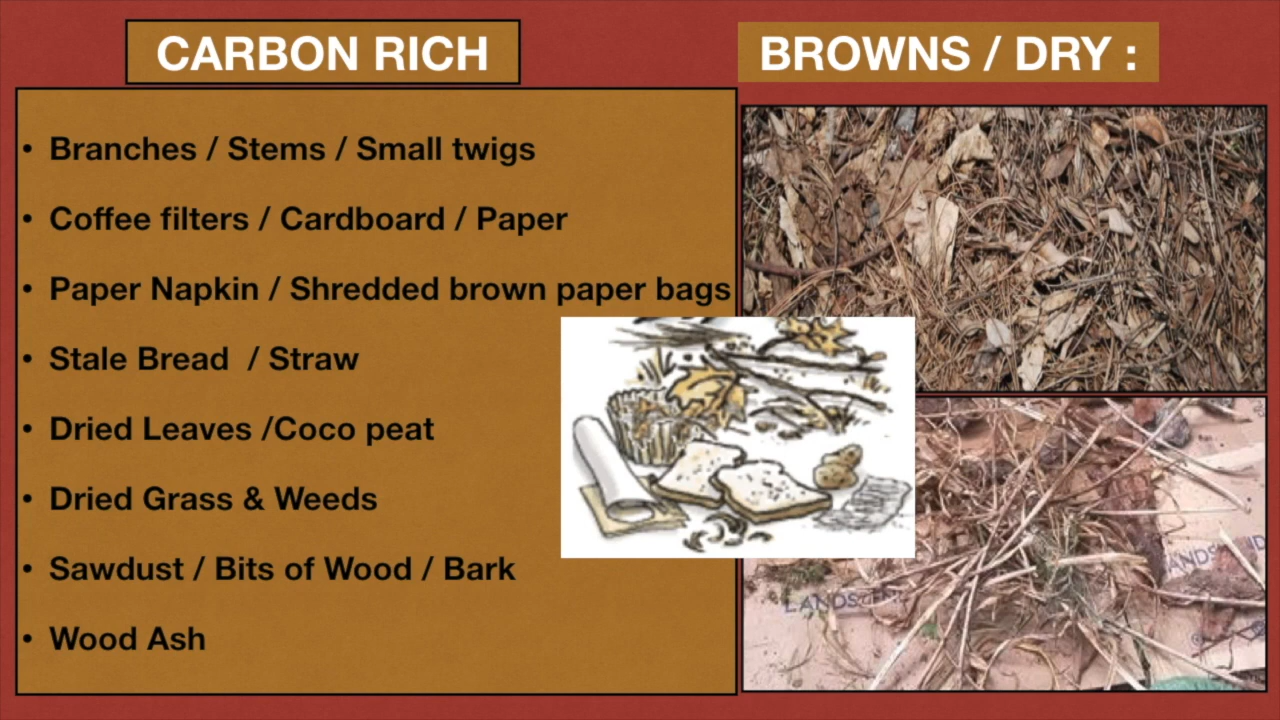 CARBON RICH
BROWNS / DRY :
• Branches / Stems / Small twigs
• Coffee filters / Cardboard / Paper
• Paper Napkin / Shredded brown paper bags
• Stale Bread / Straw
• Dried Leaves /Coco peat
• Dried Grass & Weeds
• Sawdust / Bits of Wood / Bark
• Wood Ash